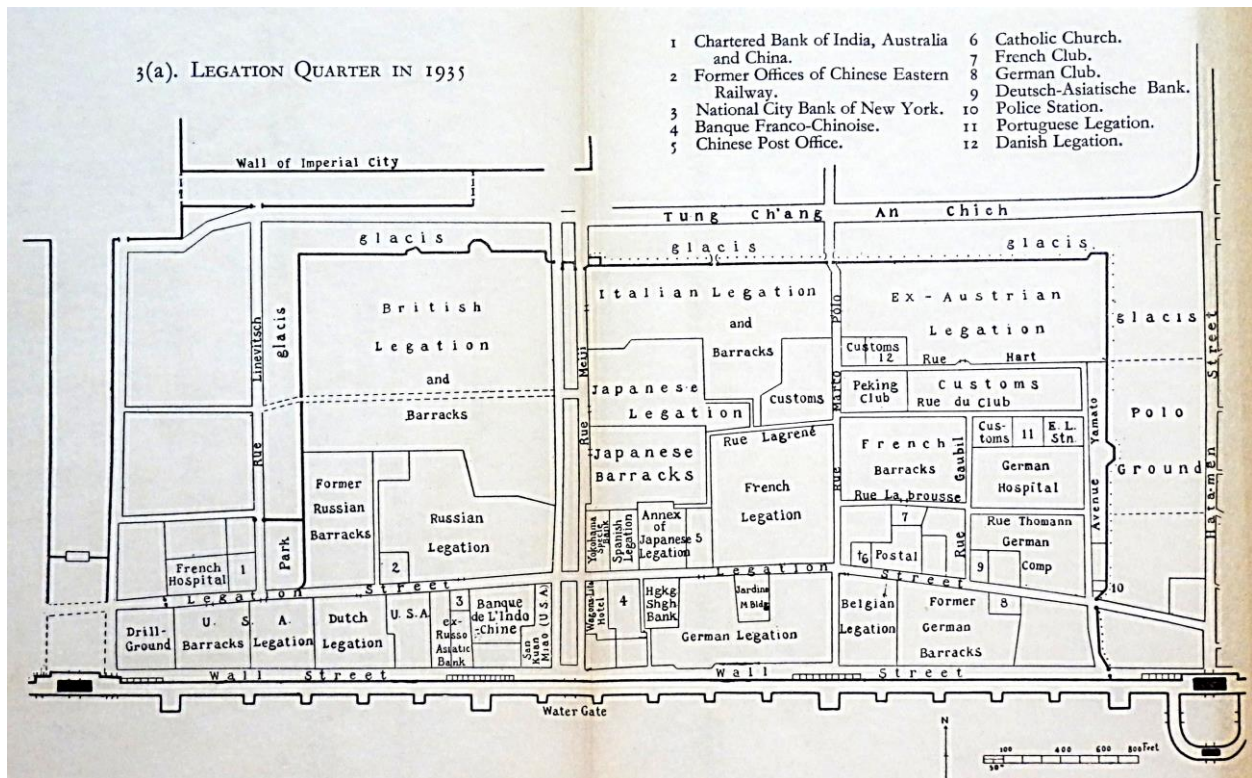 3(a). LEGATION QUARTER IN 1935
1 Chartered Bank of India, Australia
and China.
2 Former Offices of Chinese Eastern
Railway.
3 National City Bank of New York.
4 Banque Franco-Chinoise.
5 Chinese Post Office.
6 Catholic Church.
7 French Club.
8 German Club.
9 Deutsch-Asiatische Bank.
10 Police Station.
11 Portuguese Legation.
12 Danish Legation.
Wall of Imperial City
Tung Ch'ang An Chieh
glacis
glacis
glacis
Rue Linevitsch
glacis
British
Legation
and
Barracks
Rue Meiji
Italian Legation
and
Barracks
Rue Marco Polo
Ex-Austrian
Legation
Customs
12
Rue Hart
glacis
Hatamen Street
Japanese
Legation
customs
Peking
Club
Customs
Rue du Club
Avenue Yamato
Polo
Ground
Rue Lagrené
Japanese
Barracks
French
Barracks
Rue Gaubil
Cus-
toms
11
E. L.
Stn.
German
Hospital
Former
Russian
Barracks
Russian
Legation
French
Legation
Rue Labrousse
Yokohama
Specie
Bank
Spanish
Legation
Annex
of
Japanese
Legation
5
7
Rue Thomann
German
Comp
French
Hospital
1
Park
2
6
Postal
9
10
Legation Street
Legation Street
Drill-
Ground
U. S. A.
Barracks
Legation
Dutch
Legation
U.S.A.
3
ex-
Russo
Asiatic
Bank
Banque
de L'Indo
Chine
San
Kuan
Miao (U.S.A)
Wagons-Lits
Hotel
4
Hgkg
Shgh
Bank
Jardine
M Bldg
German Legation
Belgian
Legation
Former
German
Barracks
8
Wall Street
Wall Street
Water Gate
N
100 400 600 800 Feet
50